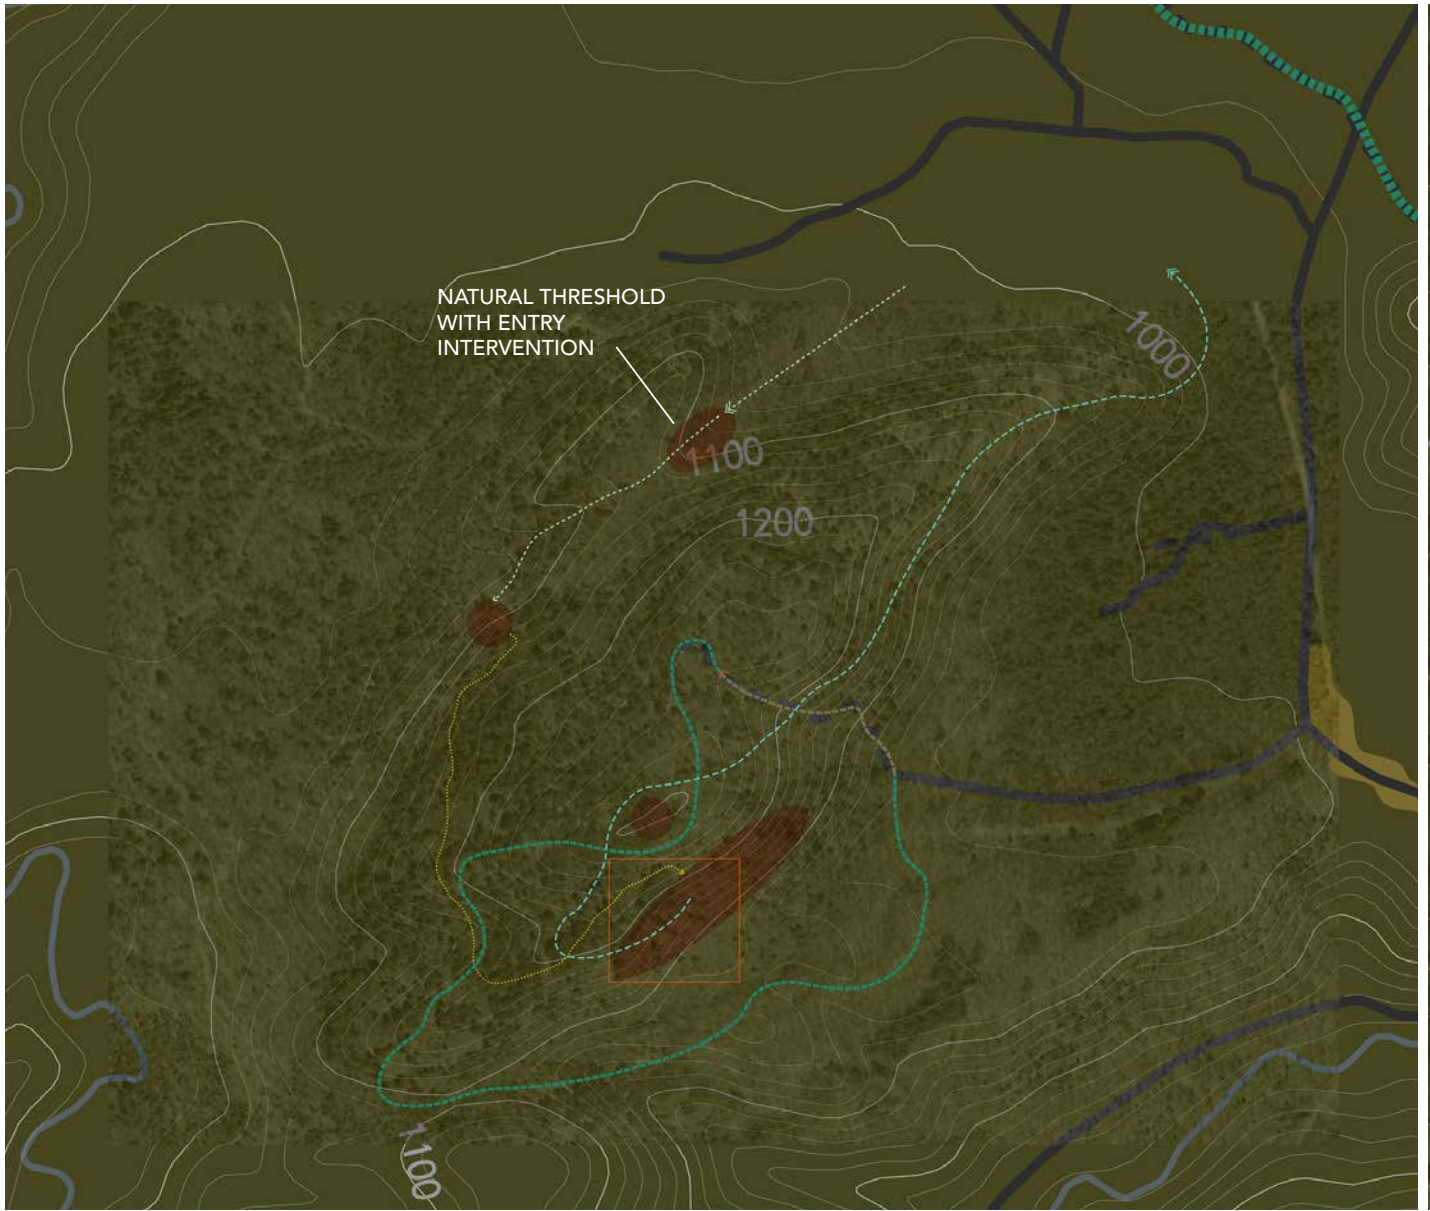 NATURAL THRESHOLD
WITH ENTRY
INTERVENTION
1000
1100
1200
1100